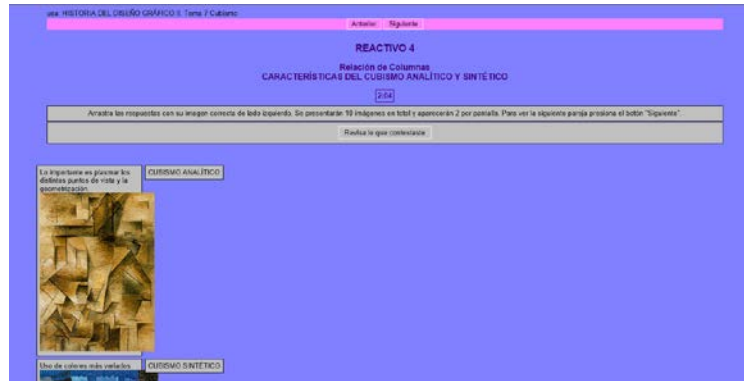 uea: HISTORIA DEL DISEÑO GRÁFICO II. Tema 7 Cubismo
Anterior Siguiente
REACTIVO 4
Relación de Columnas
CARACTERÍSTICAS DEL CUBISMO ANALÍTICO Y SINTÉTICO
2:04
Arrastra las respuestas con su imagen correcta de lado izquierdo. Se presentarán 10 imágenes en total y aparecerán 2 por pantalla. Para ver la siguiente pareja presiona el botón "Siguiente".
Revisa lo que contestaste
Lo importante es plasmar los
distintos puntos de vista y la
geometrización.
CUBISMO ANALÍTICO
Uso de colores más variados
CUBISMO SINTÉTICO